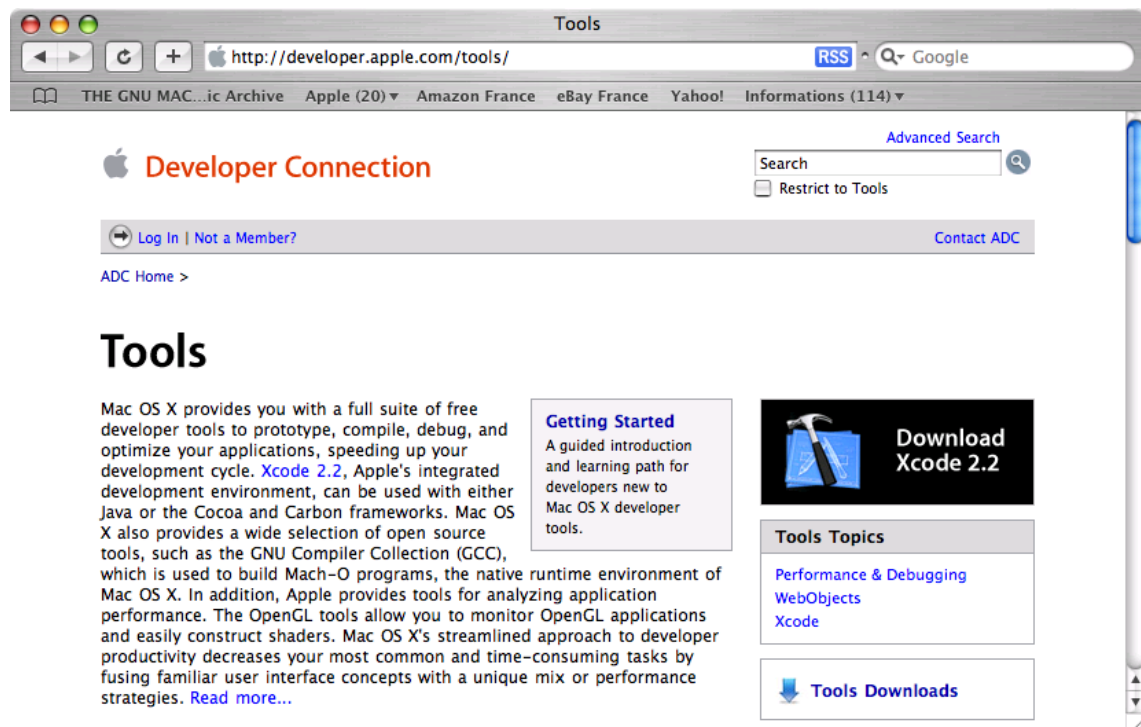 Tools
http://developer.apple.com/tools/ RSS Google
THE GNU MAC...ic Archive Apple (20) Amazon France eBay France Yahoo! Informations (114)
Advanced Search
Developer Connection
Search
Restrict to Tools
Log In | Not a Member? Contact ADC
ADC Home >
Tools
Mac OS X provides you with a full suite of free
developer tools to prototype, compile, debug, and
optimize your applications, speeding up your
development cycle. Xcode 2.2, Apple's integrated
development environment, can be used with either
Java or the Cocoa and Carbon frameworks. Mac OS
X also provides a wide selection of open source
tools, such as the GNU Compiler Collection (GCC),
which is used to build Mach-O programs, the native runtime environment of
Mac OS X. In addition, Apple provides tools for analyzing application
performance. The OpenGL tools allow you to monitor OpenGL applications
and easily construct shaders. Mac OS X's streamlined approach to developer
productivity decreases your most common and time-consuming tasks by
fusing familiar user interface concepts with a unique mix or performance
strategies. Read more...
Getting Started
A guided introduction
and learning path for
developers new to
Mac OS X developer
tools.
Download
Xcode 2.2
Tools Topics
Performance & Debugging
WebObjects
Xcode
Tools Downloads